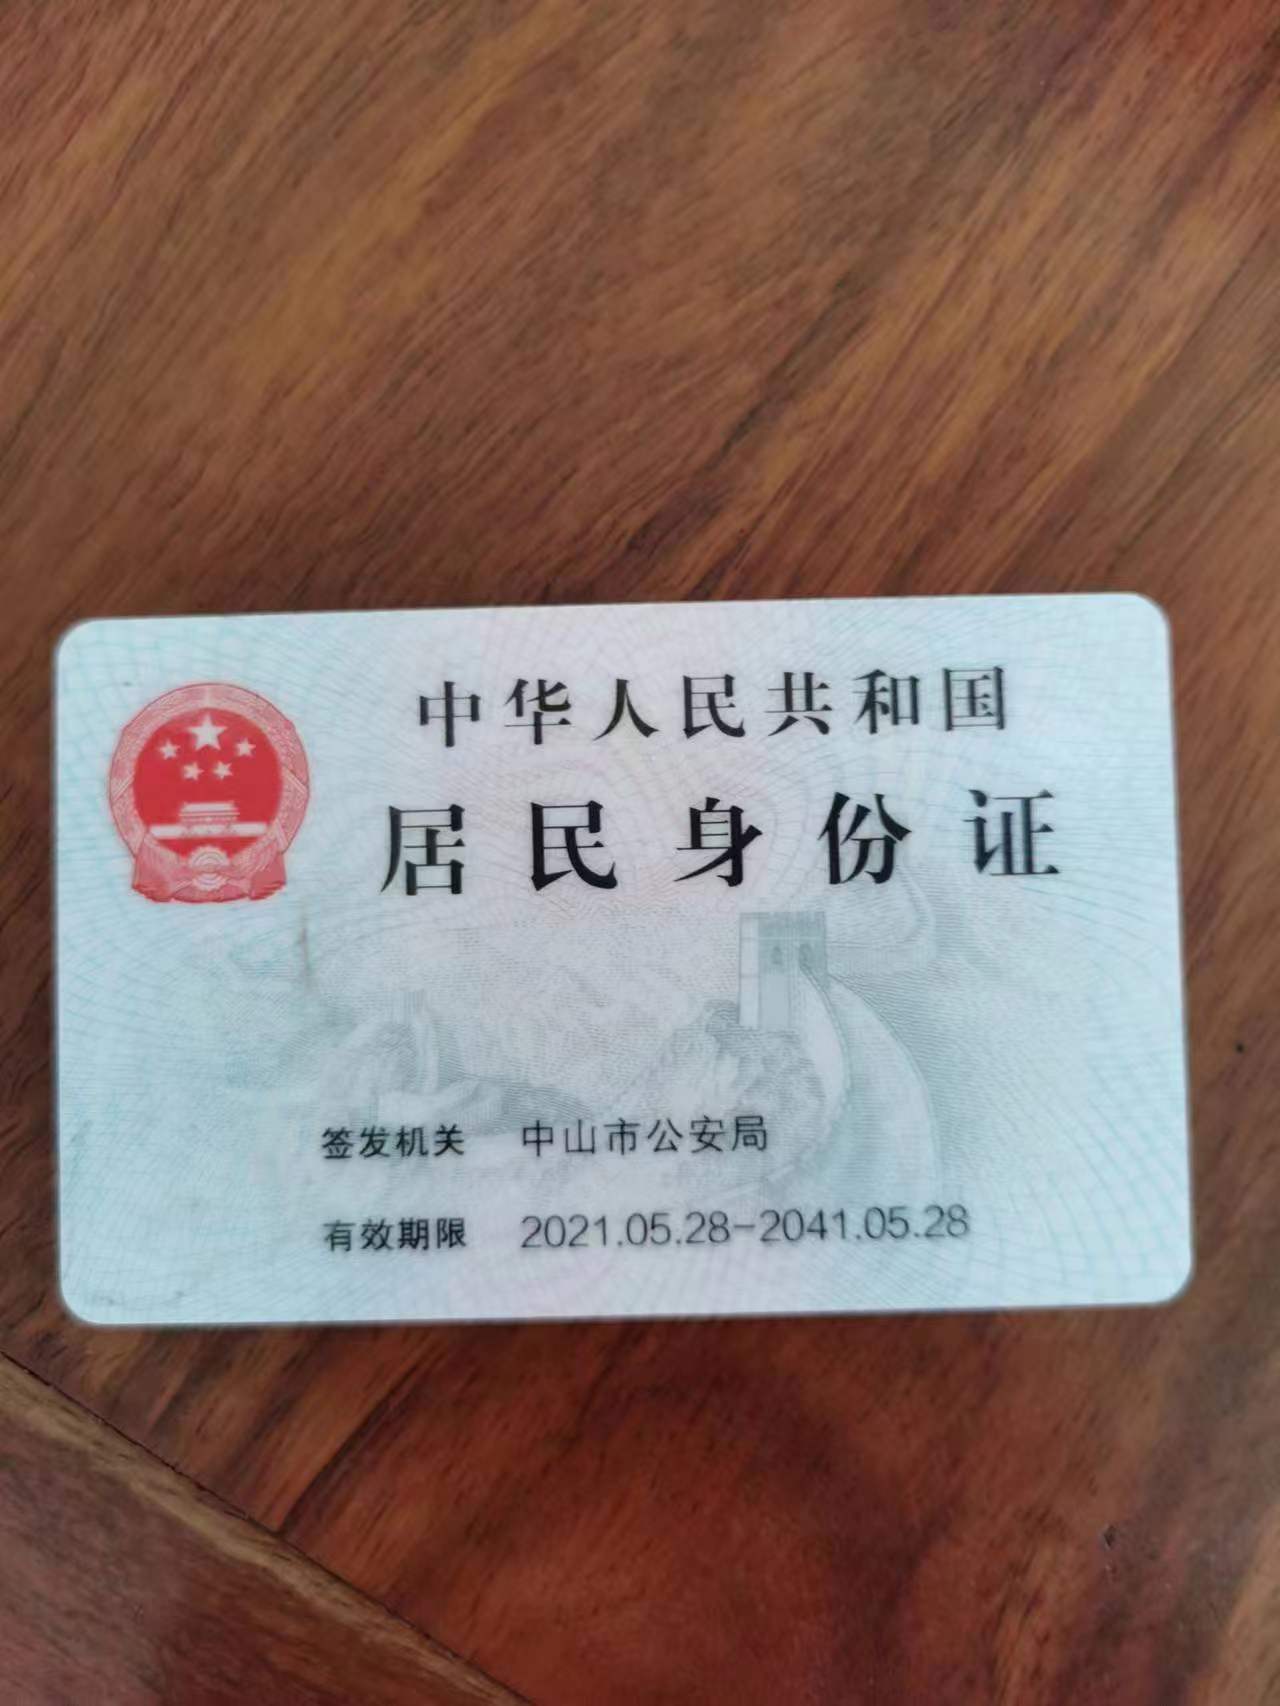 中华人民共和国
居民身份证
签发机关 中山市公安局
有效期限 2021.05.28-2041.05.28